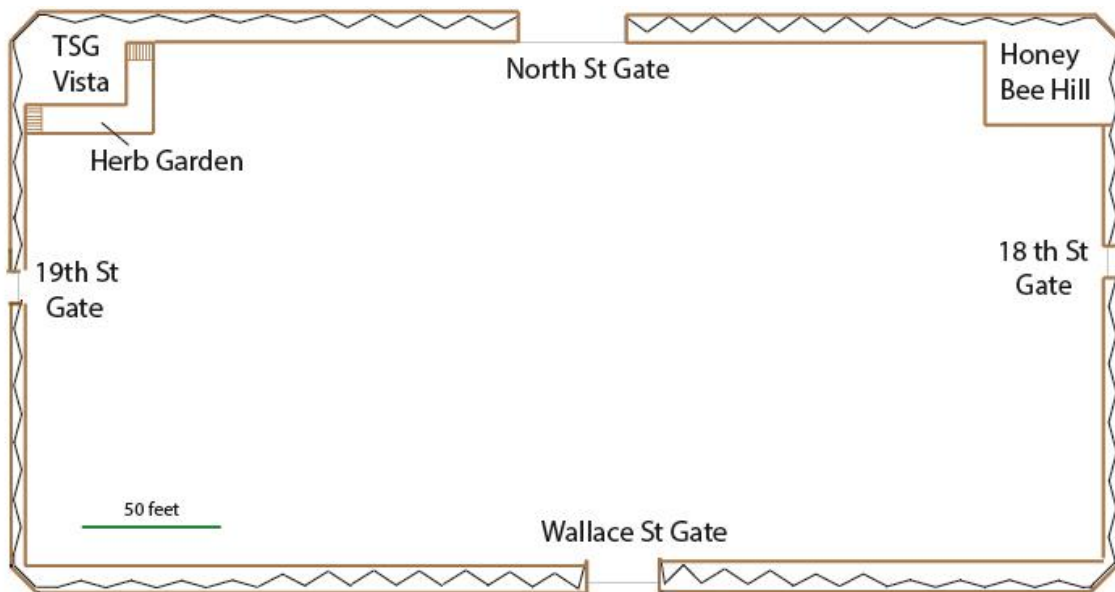 TSG
Vista
North St Gate
Honey
Bee Hill
Herb Garden
19th St
Gate
18 th St
Gate
50 feet
Wallace St Gate